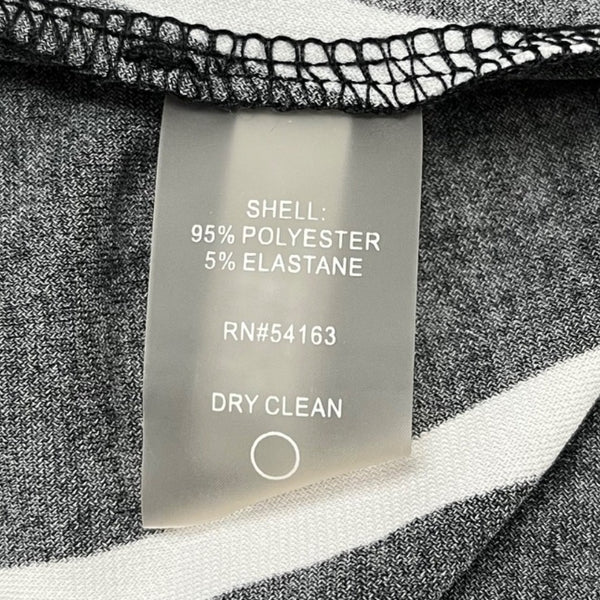 SHELL:
95% POLYESTER
5% ELASTANE
RN#54163
DRY CLEAN